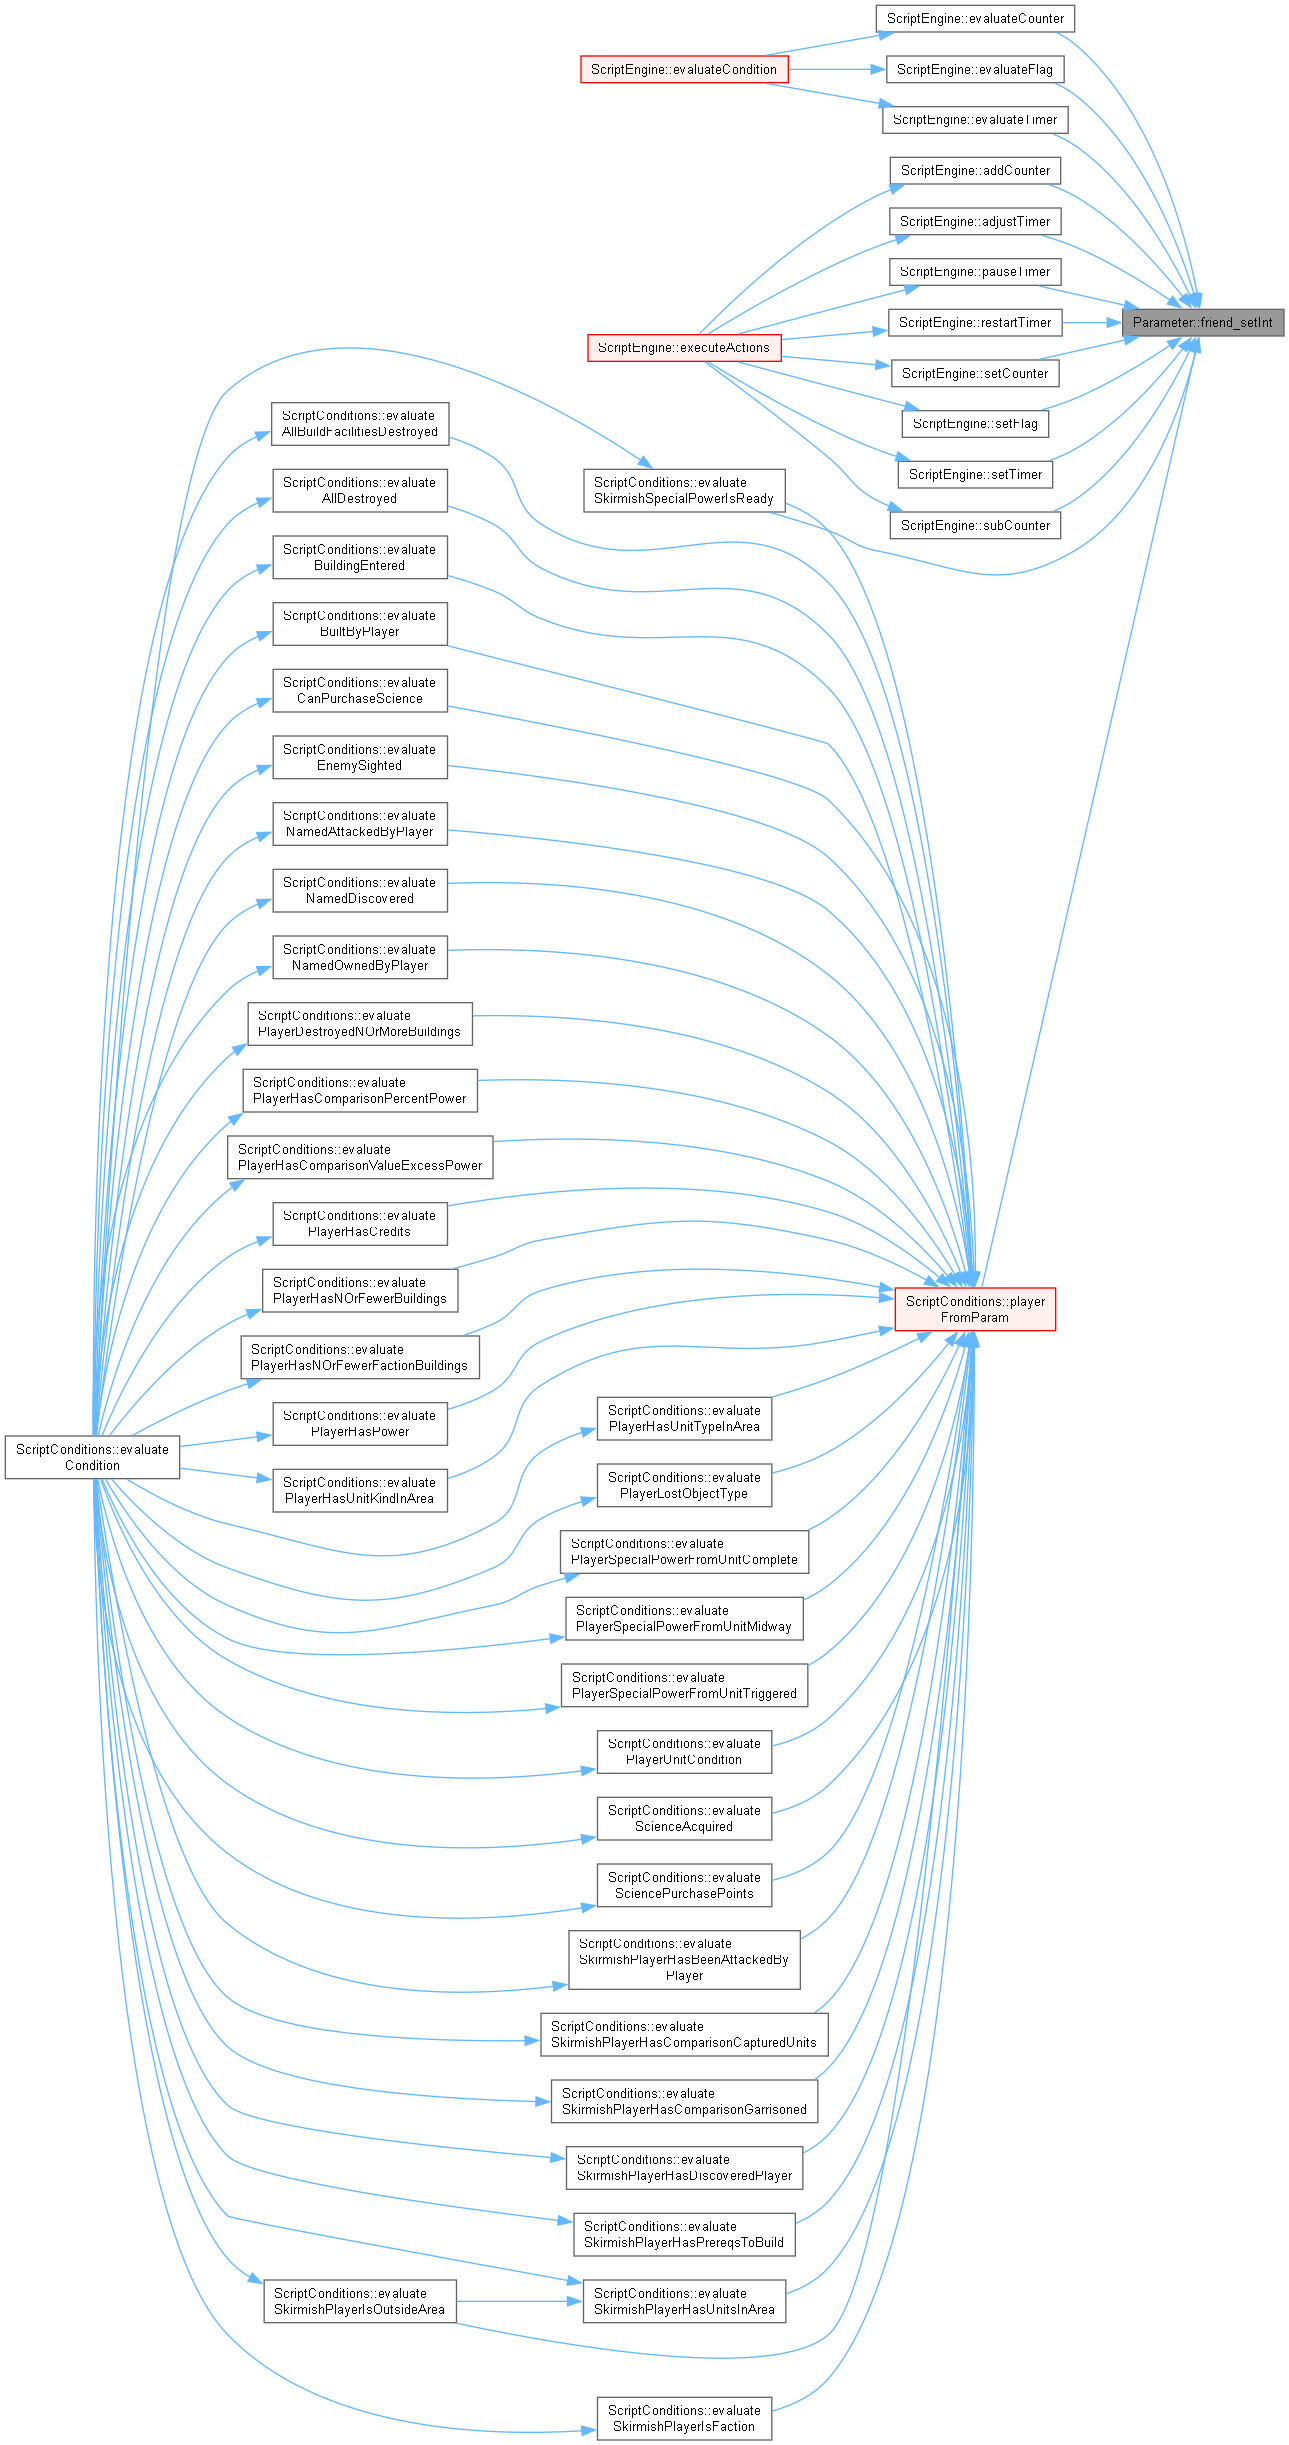 ScriptEngine::evaluateCounter
ScriptEngine::evaluateCondition
ScriptEngine::evaluateFlag
ScriptEngine::evaluateTimer
ScriptEngine::addCounter
ScriptEngine::adjustTimer
ScriptEngine::pauseTimer
Parameter::friend_setInt
ScriptEngine::restartTimer
ScriptEngine::executeActions
ScriptEngine::setCounter
ScriptEngine::setFlag
ScriptEngine::setTimer
ScriptEngine::subCounter
ScriptConditions::evaluate
AllBuildFacilitiesDestroyed
ScriptConditions::evaluate
AllDestroyed
ScriptConditions::evaluate
SkirmishSpecialPowerIsReady
ScriptConditions::evaluate
BuildingEntered
ScriptConditions::evaluate
BuiltByPlayer
ScriptConditions::evaluate
CanPurchaseScience
ScriptConditions::evaluate
EnemySighted
ScriptConditions::evaluate
NamedAttackedByPlayer
ScriptConditions::evaluate
NamedDiscovered
ScriptConditions::evaluate
NamedOwnedByPlayer
ScriptConditions::evaluate
PlayerDestroyedNOrMoreBuildings
ScriptConditions::evaluate
PlayerHasComparisonPercentPower
ScriptConditions::evaluate
PlayerHasComparisonValueExcessPower
ScriptConditions::evaluate
PlayerHasCredits
ScriptConditions::evaluate
PlayerHasNOrFewerBuildings
ScriptConditions::player
FromParam
ScriptConditions::evaluate
PlayerHasNOrFewerFactionBuildings
ScriptConditions::evaluate
PlayerHasPower
ScriptConditions::evaluate
PlayerHasUnitTypeInArea
ScriptConditions::evaluate
Condition
ScriptConditions::evaluate
PlayerHasUnitKindInArea
ScriptConditions::evaluate
PlayerLostObjectType
ScriptConditions::evaluate
PlayerSpecialPowerFromUnitComplete
ScriptConditions::evaluate
PlayerSpecialPowerFromUnitMidway
ScriptConditions::evaluate
PlayerSpecialPowerFromUnitTriggered
ScriptConditions::evaluate
PlayerUnitCondition
ScriptConditions::evaluate
ScienceAcquired
ScriptConditions::evaluate
SciencePurchasePoints
ScriptConditions::evaluate
SkirmishPlayerHasBeenAttackedBy
Player
ScriptConditions::evaluate
SkirmishPlayerHasComparisonCapturedUnits
ScriptConditions::evaluate
SkirmishPlayerHasComparisonGarrisoned
ScriptConditions::evaluate
SkirmishPlayerHasDiscoveredPlayer
ScriptConditions::evaluate
SkirmishPlayerHasPrereqsToBuild
ScriptConditions::evaluate
SkirmishPlayerIsOutsideArea
ScriptConditions::evaluate
SkirmishPlayerHasUnitsInArea
ScriptConditions::evaluate
SkirmishPlayerIsFaction